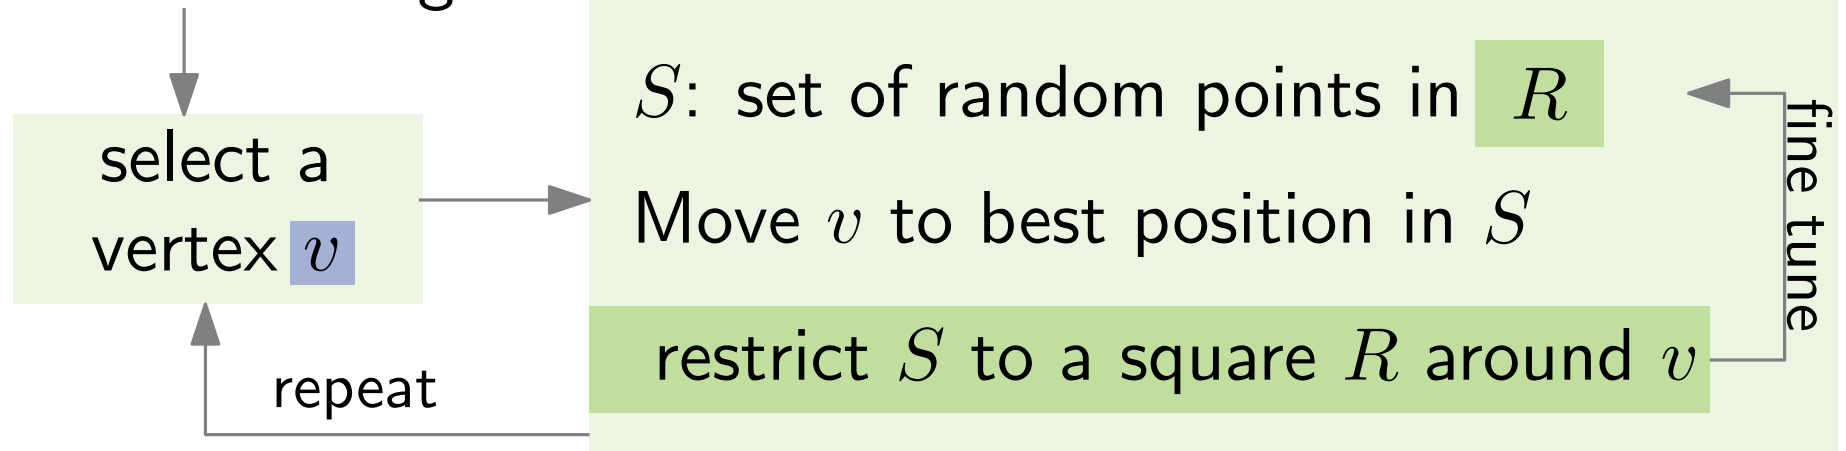 select a
vertex v
repeat
S: set of random points in R
Move v to best position in S
restrict S to a square R around v
fine tune